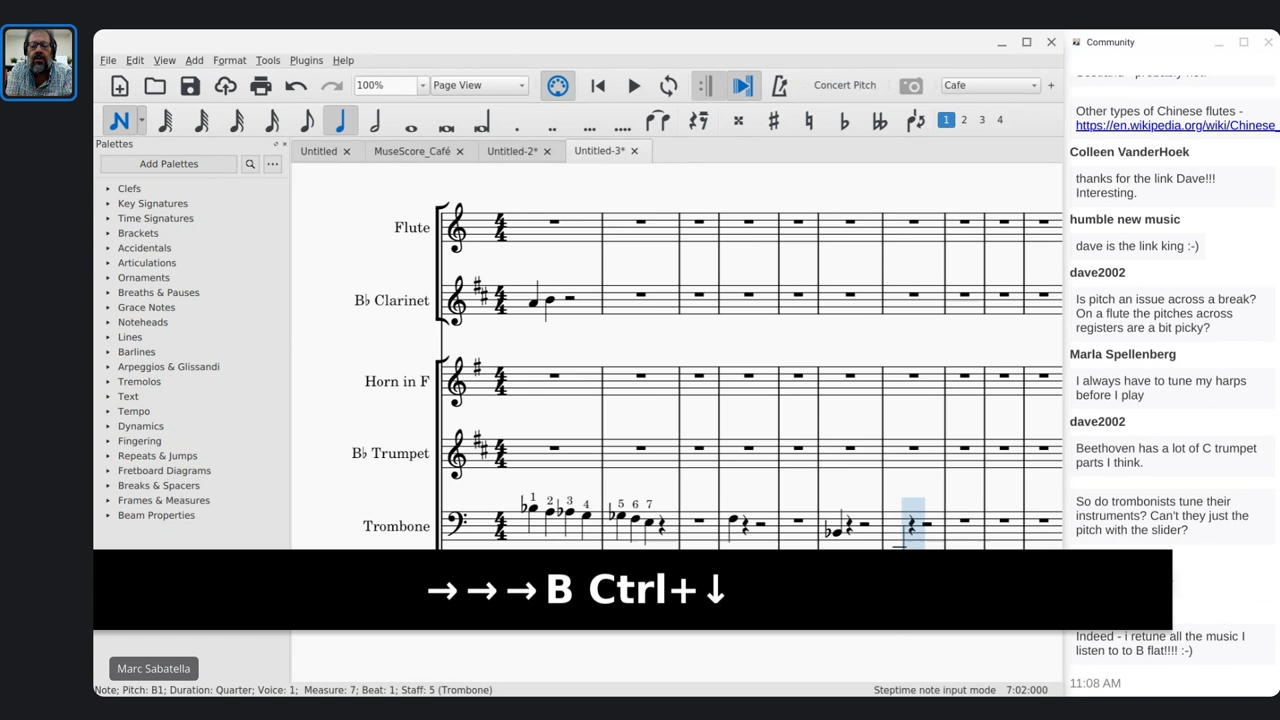 File Edit View Add Format Tools Plugins Help
100% Page View Concert Pitch Cafe +
N 1 2 3 4
Palettes
Add Palettes
Clefs
Key Signatures
Time Signatures
Brackets
Accidentals
Articulations
Ornaments
Breaths & Pauses
Grace Notes
Noteheads
Lines
Barlines
Arpeggios & Glissandi
Tremolos
Text
Tempo
Dynamics
Fingering
Repeats & Jumps
Fretboard Diagrams
Breaks & Spacers
Frames & Measures
Beam Properties
Untitled MuseScore_Café Untitled-2* Untitled-3*
Flute
B♭ Clarinet
Horn in F
B♭ Trumpet
Trombone
1 2 3 4 5 6 7
→→→B Ctrl+↓
Marc Sabatella
Note; Pitch: B1; Duration: Quarter; Voice: 1; Measure: 7; Beat: 1; Staff: 5 (Trombone)
Steptime note input mode 7:02:000
Community
Other types of Chinese flutes -
https://en.wikipedia.org/wiki/Chinese_
Colleen VanderHoek
thanks for the link Dave!!!
Interesting.
humble new music
dave is the link king :-)
dave2002
Is pitch an issue across a break?
On a flute the pitches across
registers are a bit picky?
Marla Spellenberg
I always have to tune my harps
before I play
dave2002
Beethoven has a lot of C trumpet
parts I think.
So do trombonists tune their
instruments? Can't they just the
pitch with the slider?
Indeed - i retune all the music I
listen to to B flat!!!! :-)
11:08 AM